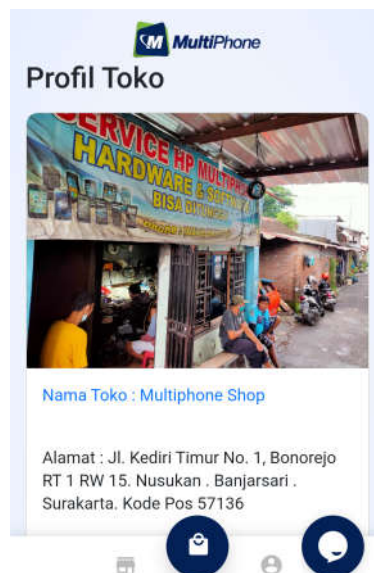 M MultiPhone
Profil Toko
SERVICE HP MULTIPH
HARDWARE & SOFT
BISA DITUNGGU
Nama Toko : Multiphone Shop
Alamat : Jl. Kediri Timur No. 1, Bonorejo
RT 1 RW 15. Nusukan . Banjarsari .
Surakarta. Kode Pos 57136